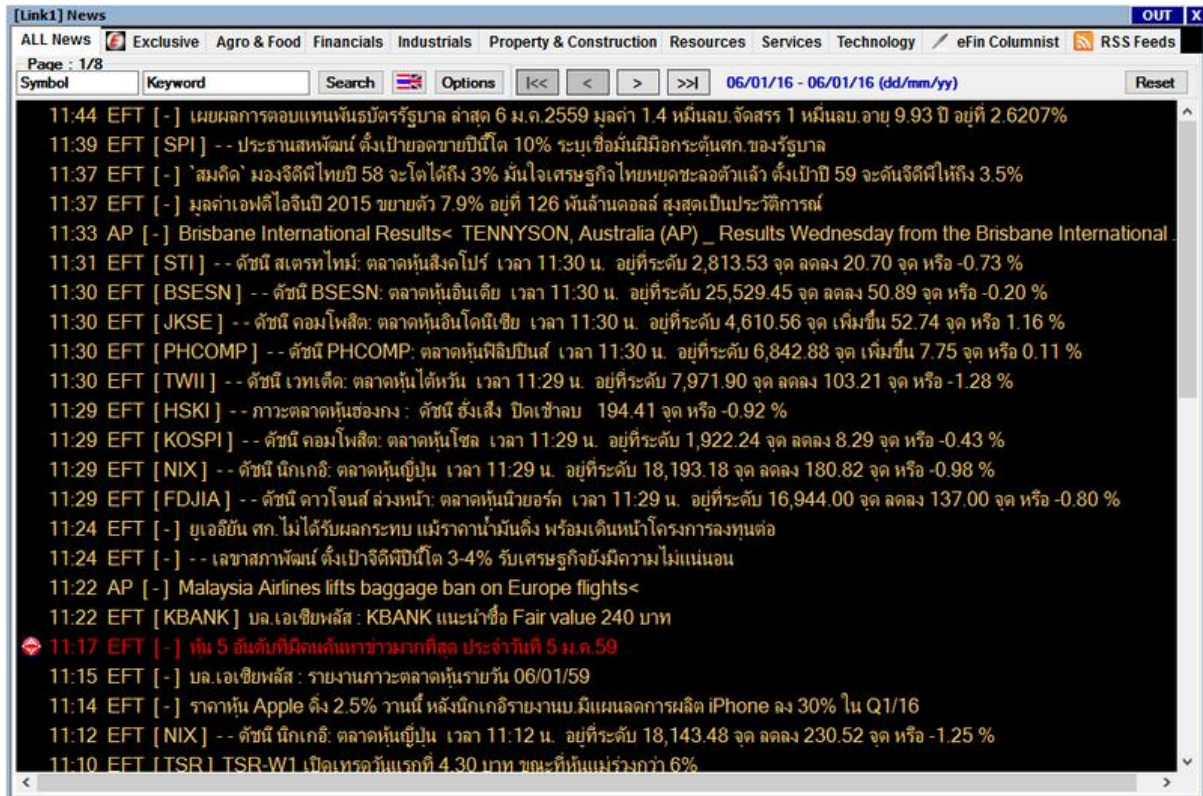 [Link1] News OUT X
ALL News Exclusive Agro & Food Financials Industrials Property & Construction Resources Services Technology eFin Columnist RSS Feeds
Page : 1/8
Symbol Keyword Search Options |<< < > >>| 06/01/16 - 06/01/16 (dd/mm/yy) Reset
11:44 EFT [ - ] เผยผลการตอบแทนพันธบัตรรัฐบาล ล่าสุด 6 ม.ค.2559 มูลค่า 1.4 หมื่นลบ.จัดสรร 1 หมื่นลบ.อายุ 9.93 ปี อยู่ที่ 2.6207%
11:39 EFT [ SPI ] - - ประธานสหพัฒน์ ตั้งเป้ายอดขายปีนี้โต 10% ระบุเชื่อมั่นฝีมือกระตุ้นศก.ของรัฐบาล
11:37 EFT [ - ] `สมคิด' มองจีดีพีไทยปี 58 จะโตได้ถึง 3% มั่นใจเศรษฐกิจไทยหยุดชะลอตัวแล้ว ตั้งเป้าปี 59 จะดันจีดีพีให้ถึง 3.5%
11:37 EFT [ - ] มูลค่าเอฟดีไอจีนปี 2015 ขยายตัว 7.9% อยู่ที่ 126 พันล้านดอลล์ สูงสุดเป็นประวัติการณ์
11:33 AP [ - ] Brisbane International Results< TENNYSON, Australia (AP) _ Results Wednesday from the Brisbane International .
11:31 EFT [ STI ] - - ดัชนี สเตรทไทม์: ตลาดหุ้นสิงคโปร์ เวลา 11:30 น. อยู่ที่ระดับ 2,813.53 จุด ลดลง 20.70 จุด หรือ -0.73 %
11:30 EFT [ BSESN ] - - ดัชนี BSESN: ตลาดหุ้นอินเดีย เวลา 11:30 น. อยู่ที่ระดับ 25,529.45 จุด ลดลง 50.89 จุด หรือ -0.20 %
11:30 EFT [ JKSE ] - - ดัชนี คอมโพสิต: ตลาดหุ้นอินโดนีเซีย เวลา 11:30 น. อยู่ที่ระดับ 4,610.56 จุด เพิ่มขึ้น 52.74 จุด หรือ 1.16 %
11:30 EFT [ PHCOMP ] - - ดัชนี PHCOMP: ตลาดหุ้นฟิลิปปินส์ เวลา 11:30 น. อยู่ที่ระดับ 6,842.88 จุด เพิ่มขึ้น 7.75 จุด หรือ 0.11 %
11:30 EFT [ TWII ] - - ดัชนี เวทเต็ด: ตลาดหุ้นไต้หวัน เวลา 11:29 น. อยู่ที่ระดับ 7,971.90 จุด ลดลง 103.21 จุด หรือ -1.28 %
11:29 EFT [ HSKI ] - - ภาวะตลาดหุ้นฮ่องกง : ดัชนี ฮั่งเส็ง ปิดเช้าลบ 194.41 จุด หรือ -0.92 %
11:29 EFT [ KOSPI ] - - ดัชนี คอมโพสิต: ตลาดหุ้นโซล เวลา 11:29 น. อยู่ที่ระดับ 1,922.24 จุด ลดลง 8.29 จุด หรือ -0.43 %
11:29 EFT [ NIX ] - - ดัชนี นิกเกอิ: ตลาดหุ้นญี่ปุ่น เวลา 11:29 น. อยู่ที่ระดับ 18,193.18 จุด ลดลง 180.82 จุด หรือ -0.98 %
11:29 EFT [ FDJIA ] - - ดัชนี ดาวโจนส์ ล่วงหน้า: ตลาดหุ้นนิวยอร์ค เวลา 11:29 น. อยู่ที่ระดับ 16,944.00 จุด ลดลง 137.00 จุด หรือ -0.80 %
11:24 EFT [ - ] ยูเออียัน ศก.ไม่ได้รับผลกระทบ แม้ราคาน้ำมันดิ่ง พร้อมเดินหน้าโครงการลงทุนต่อ
11:24 EFT [ - ] - - เลขาสภาพัฒน์ ตั้งเป้าจีดีพีปีนี้โต 3-4% รับเศรษฐกิจยังมีความไม่แน่นอน
11:22 AP [ - ] Malaysia Airlines lifts baggage ban on Europe flights<
11:22 EFT [ KBANK ] บล.เอเซียพลัส : KBANK แนะนำซื้อ Fair value 240 บาท
11:17 EFT [ - ] หุ้น 5 อันดับที่มีคนค้นหาข่าวมากที่สุด ประจำวันที่ 5 ม.ค.59
11:15 EFT [ - ] บล.เอเซียพลัส : รายงานภาวะตลาดหุ้นรายวัน 06/01/59
11:14 EFT [ - ] ราคาหุ้น Apple ดิ่ง 2.5% วานนี้ หลังนิกเกอิรายงานบ.มีแผนลดการผลิต iPhone ลง 30% ใน Q1/16
11:12 EFT [ NIX ] - - ดัชนี นิกเกอิ: ตลาดหุ้นญี่ปุ่น เวลา 11:12 น. อยู่ที่ระดับ 18,143.48 จุด ลดลง 230.52 จุด หรือ -1.25 %
11:10 EFT [ TSR ] TSR-W1 เปิดเทรดวันแรกที่ 4.30 บาท ขณะที่หุ้นแม่ร่วงกว่า 6%